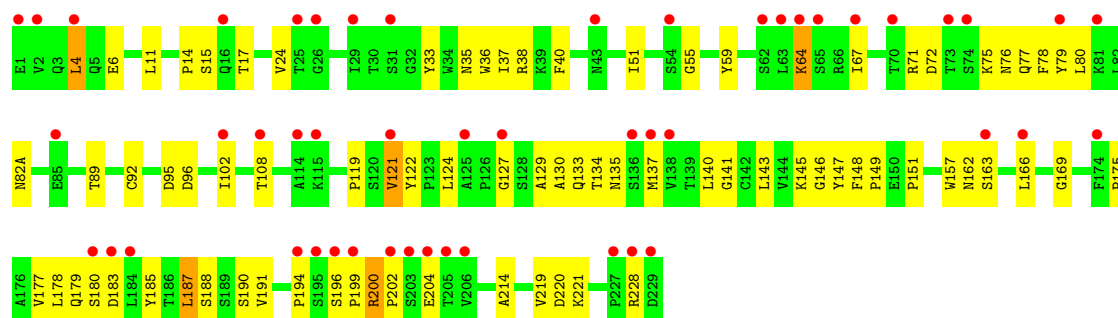 E1 V2 Q3 L4 Q5 E6 L11 P14 S15 Q16 T17 V24 T25 G26 I29 T30 S31 G32 Y33 W34 N35 W36 I37 R38 K39 F40 N43 I51 S54 G55 Y59 S62 L63 K64 S65 R66 I67 T70 R71 D72 T73 S74 K75 N76 Q77 F78 Y79 L80 K81 L82
N82A E85 T89 C92 D95 D96 I102 T108 A114 K115 P119 S120 V121 Y122 P123 L124 A125 P126 G127 S128 A129 A130 Q133 T134 N135 S136 M137 V138 T139 L140 G141 C142 L143 V144 K145 G146 Y147 F148 P149 E150 P151 W157 N162 S163 L166 G169 F174 P175
A176 V177 L178 Q179 S180 D183 L184 Y185 T186 L187 S188 S189 S190 V191 P194 S195 S196 P199 R200 P202 S203 E204 T205 V206 A214 V219 D220 K221 P227 R228 D229